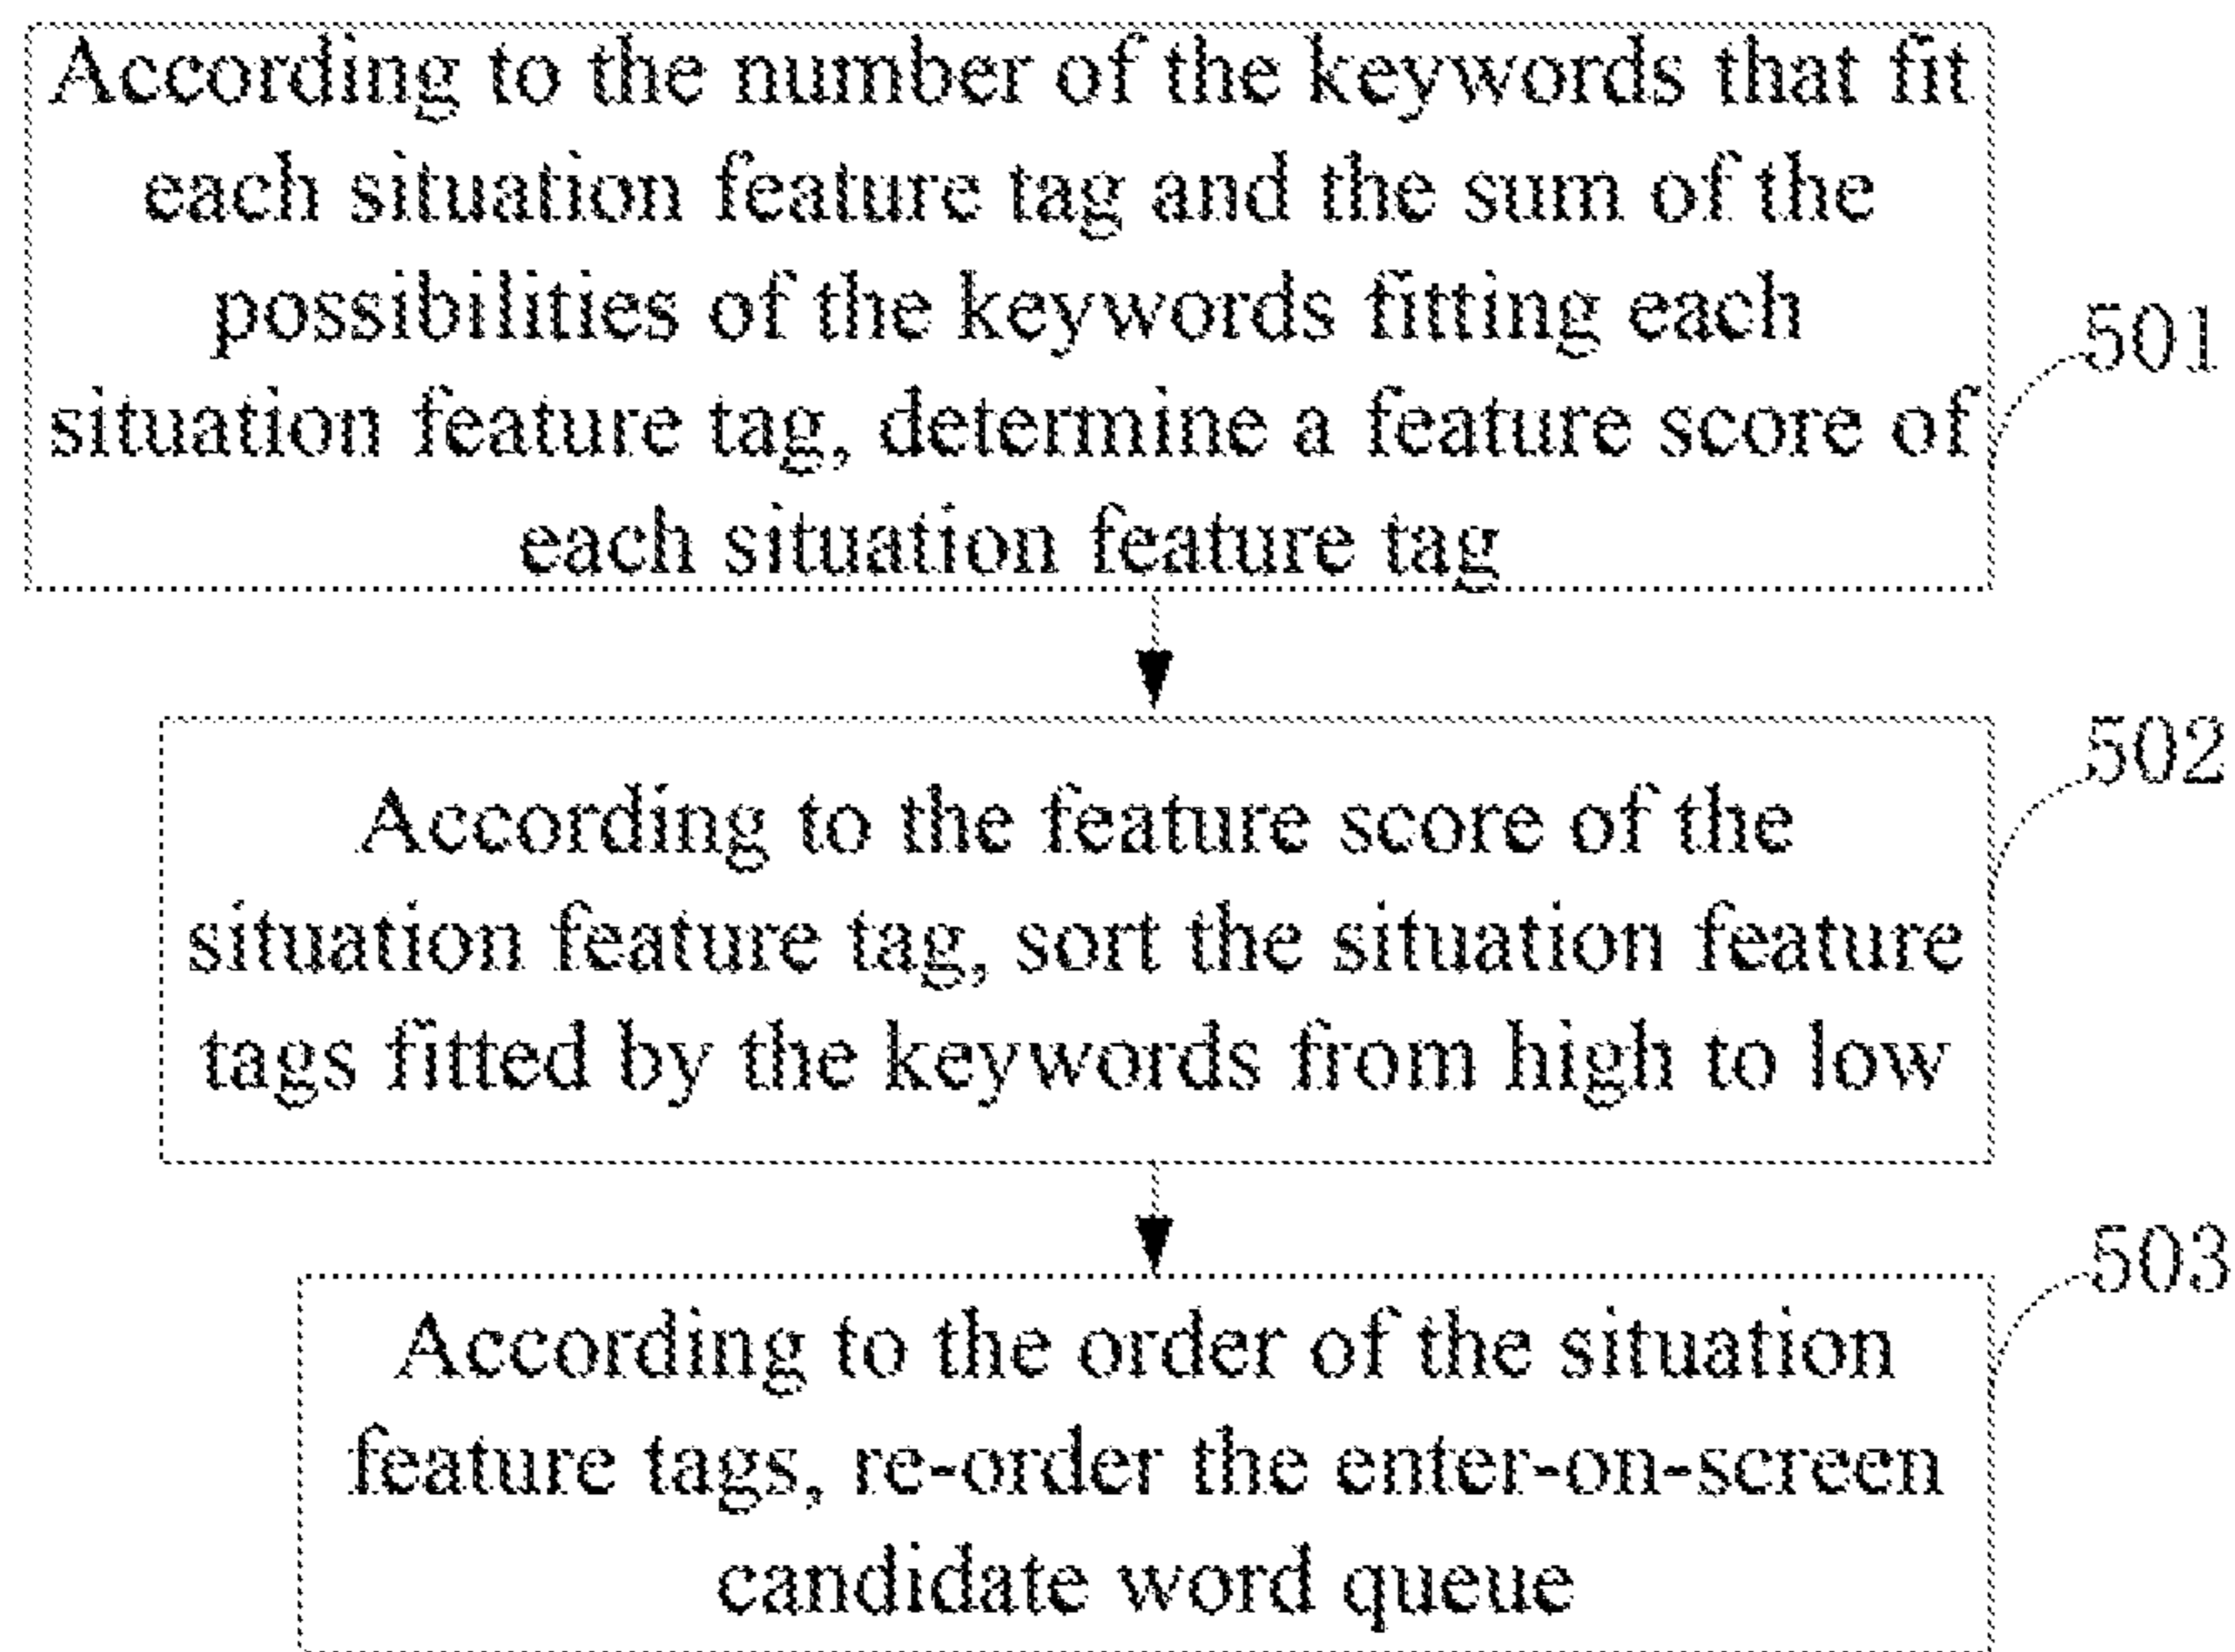 According to the number of the keywords that fit
each situation feature tag and the sum of the
possibilities of the keywords fitting each
situation feature tag, determine a feature score of
each situation feature tag
501
According to the feature score of the
situation feature tag, sort the situation feature
tags fitted by the keywords from high to low
502
According to the order of the situation
feature tags, re-order the enter-on-screen
candidate word queue
503